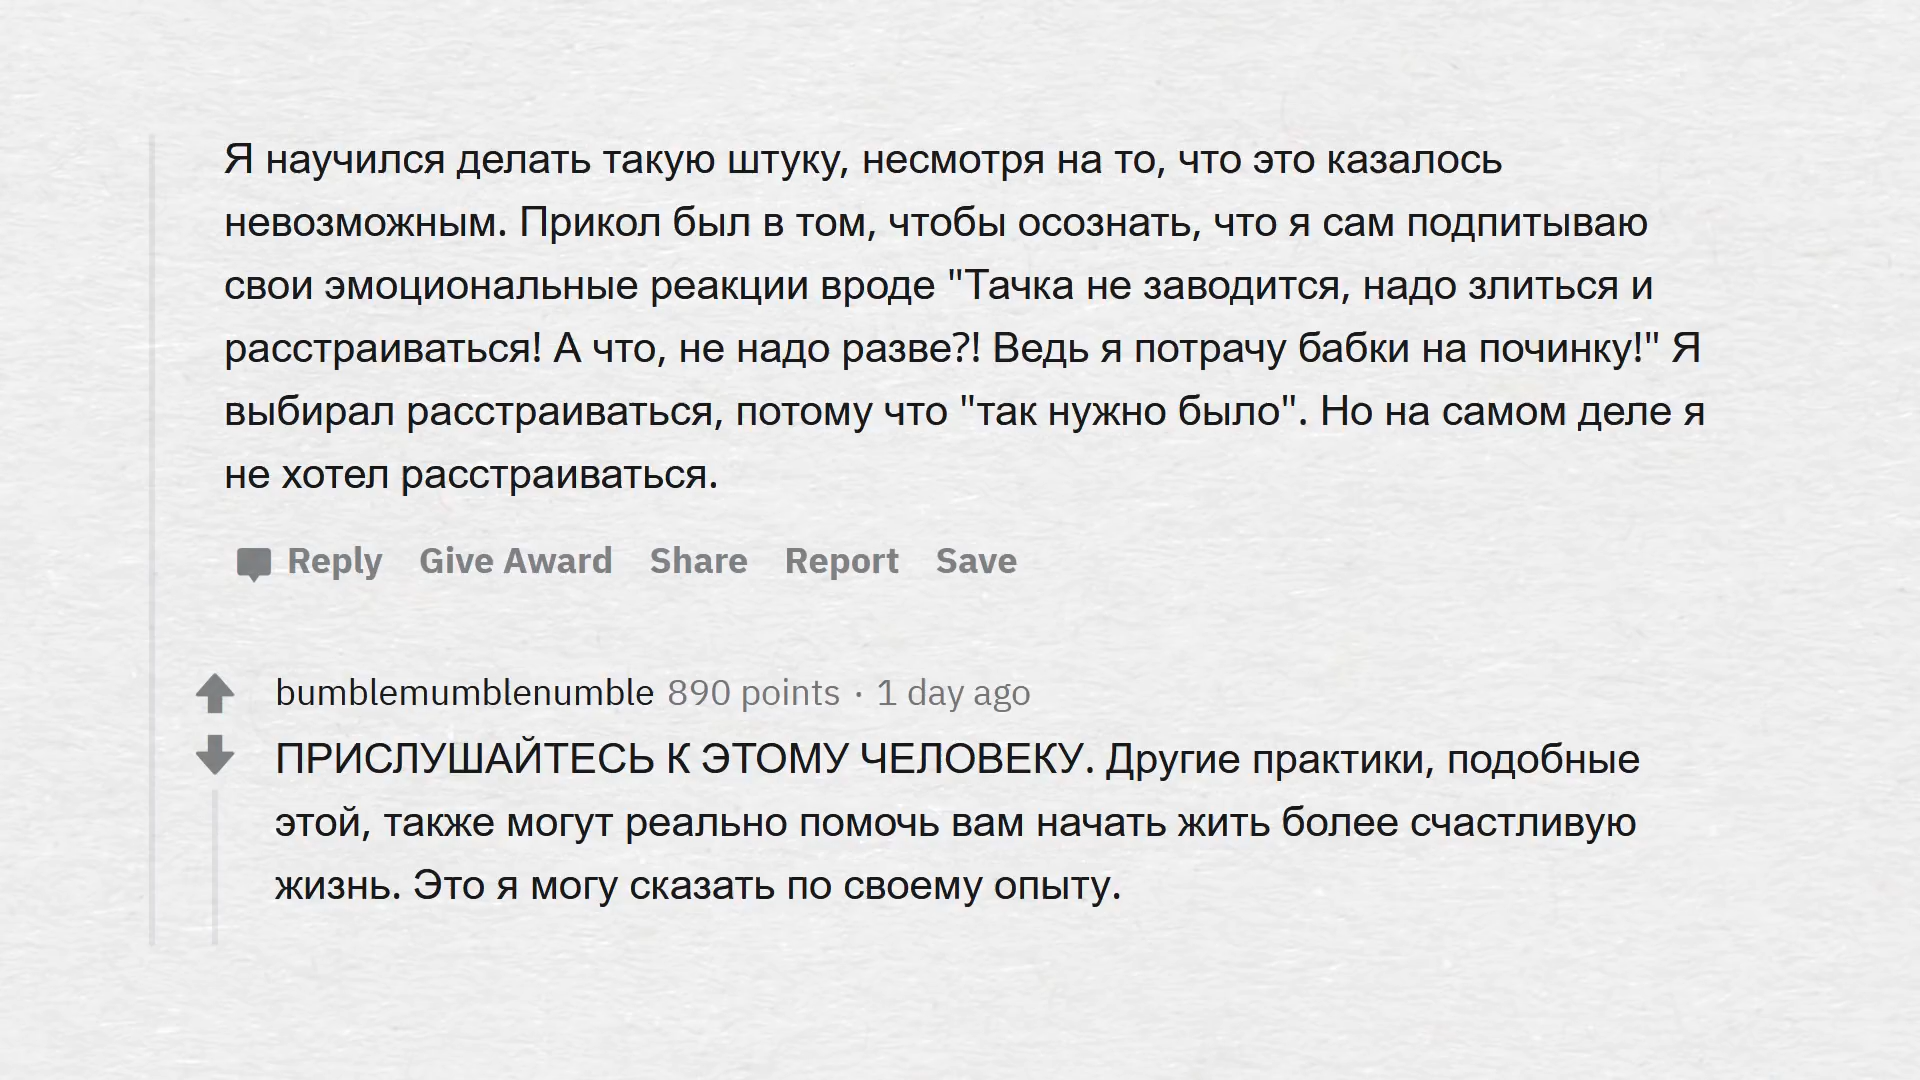 Я научился делать такую штуку, несмотря на то, что это казалось
невозможным. Прикол был в том, чтобы осознать, что я сам подпитываю
свои эмоциональные реакции вроде "Тачка не заводится, надо злиться и
расстраиваться! А что, не надо разве?! Ведь я потрачу бабки на починку!" Я
выбирал расстраиваться, потому что "так нужно было". Но на самом деле я
не хотел расстраиваться.
Reply Give Award Share Report Save
bumblemumblenumble 890 points · 1 day ago
ПРИСЛУШАЙТЕСЬ К ЭТОМУ ЧЕЛОВЕКУ. Другие практики, подобные
этой, также могут реально помочь вам начать жить более счастливую
жизнь. Это я могу сказать по своему опыту.